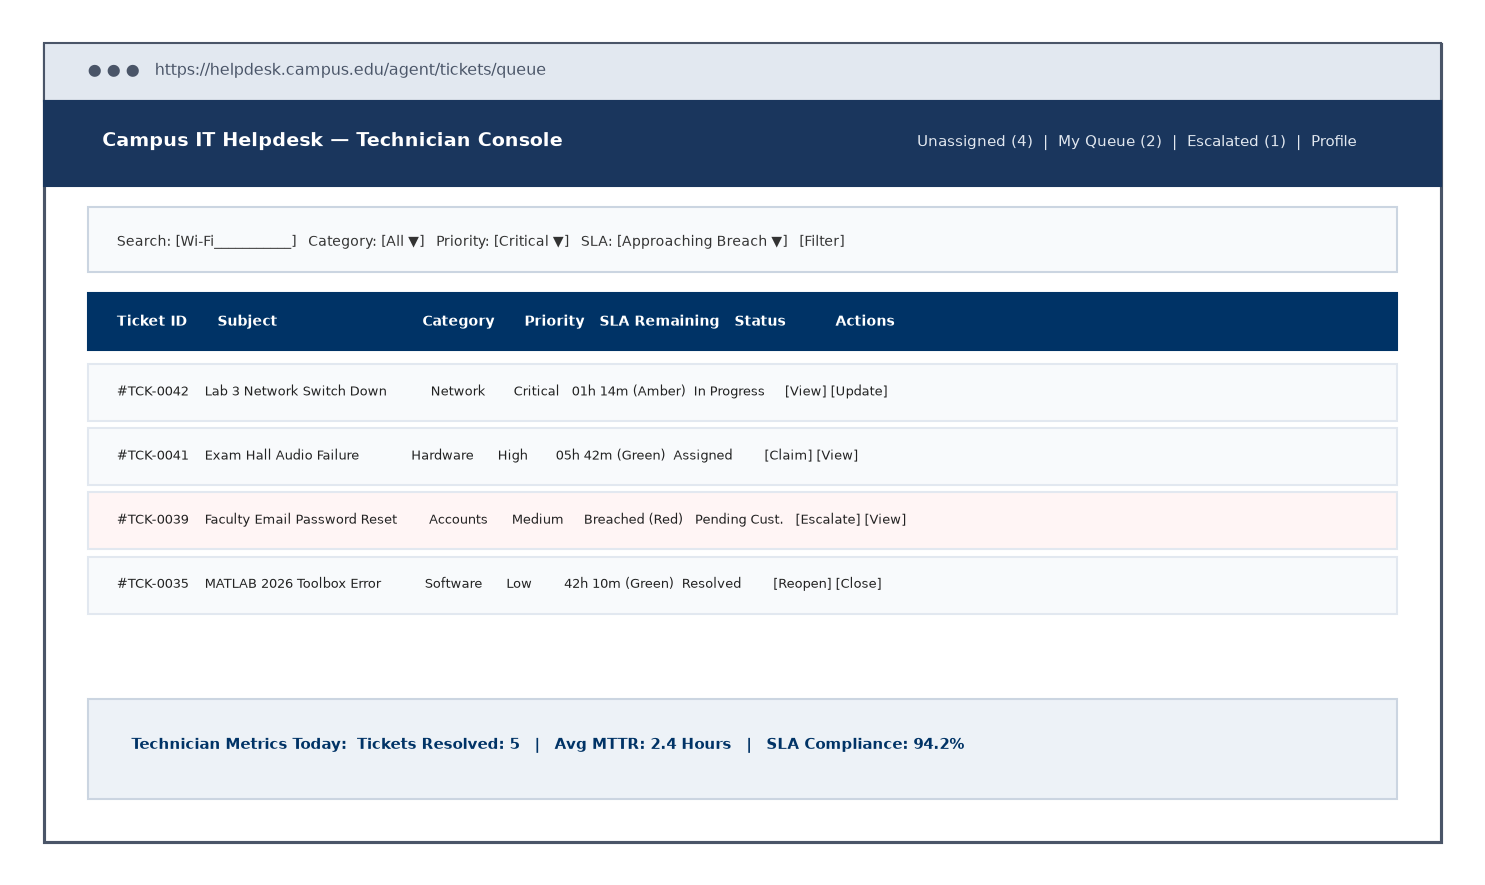 ●●● https://helpdesk.campus.edu/agent/tickets/queue
Campus IT Helpdesk — Technician Console
Unassigned (4) | My Queue (2) | Escalated (1) | Profile
Search: [Wi-Fi___________] Category: [All ▼] Priority: [Critical ▼] SLA: [Approaching Breach ▼] [Filter]
Ticket ID Subject Category Priority SLA Remaining Status Actions
#TCK-0042 Lab 3 Network Switch Down Network Critical 01h 14m (Amber) In Progress [View] [Update]
#TCK-0041 Exam Hall Audio Failure Hardware High 05h 42m (Green) Assigned [Claim] [View]
#TCK-0039 Faculty Email Password Reset Accounts Medium Breached (Red) Pending Cust. [Escalate] [View]
#TCK-0035 MATLAB 2026 Toolbox Error Software Low 42h 10m (Green) Resolved [Reopen] [Close]
Technician Metrics Today: Tickets Resolved: 5 | Avg MTTR: 2.4 Hours | SLA Compliance: 94.2%